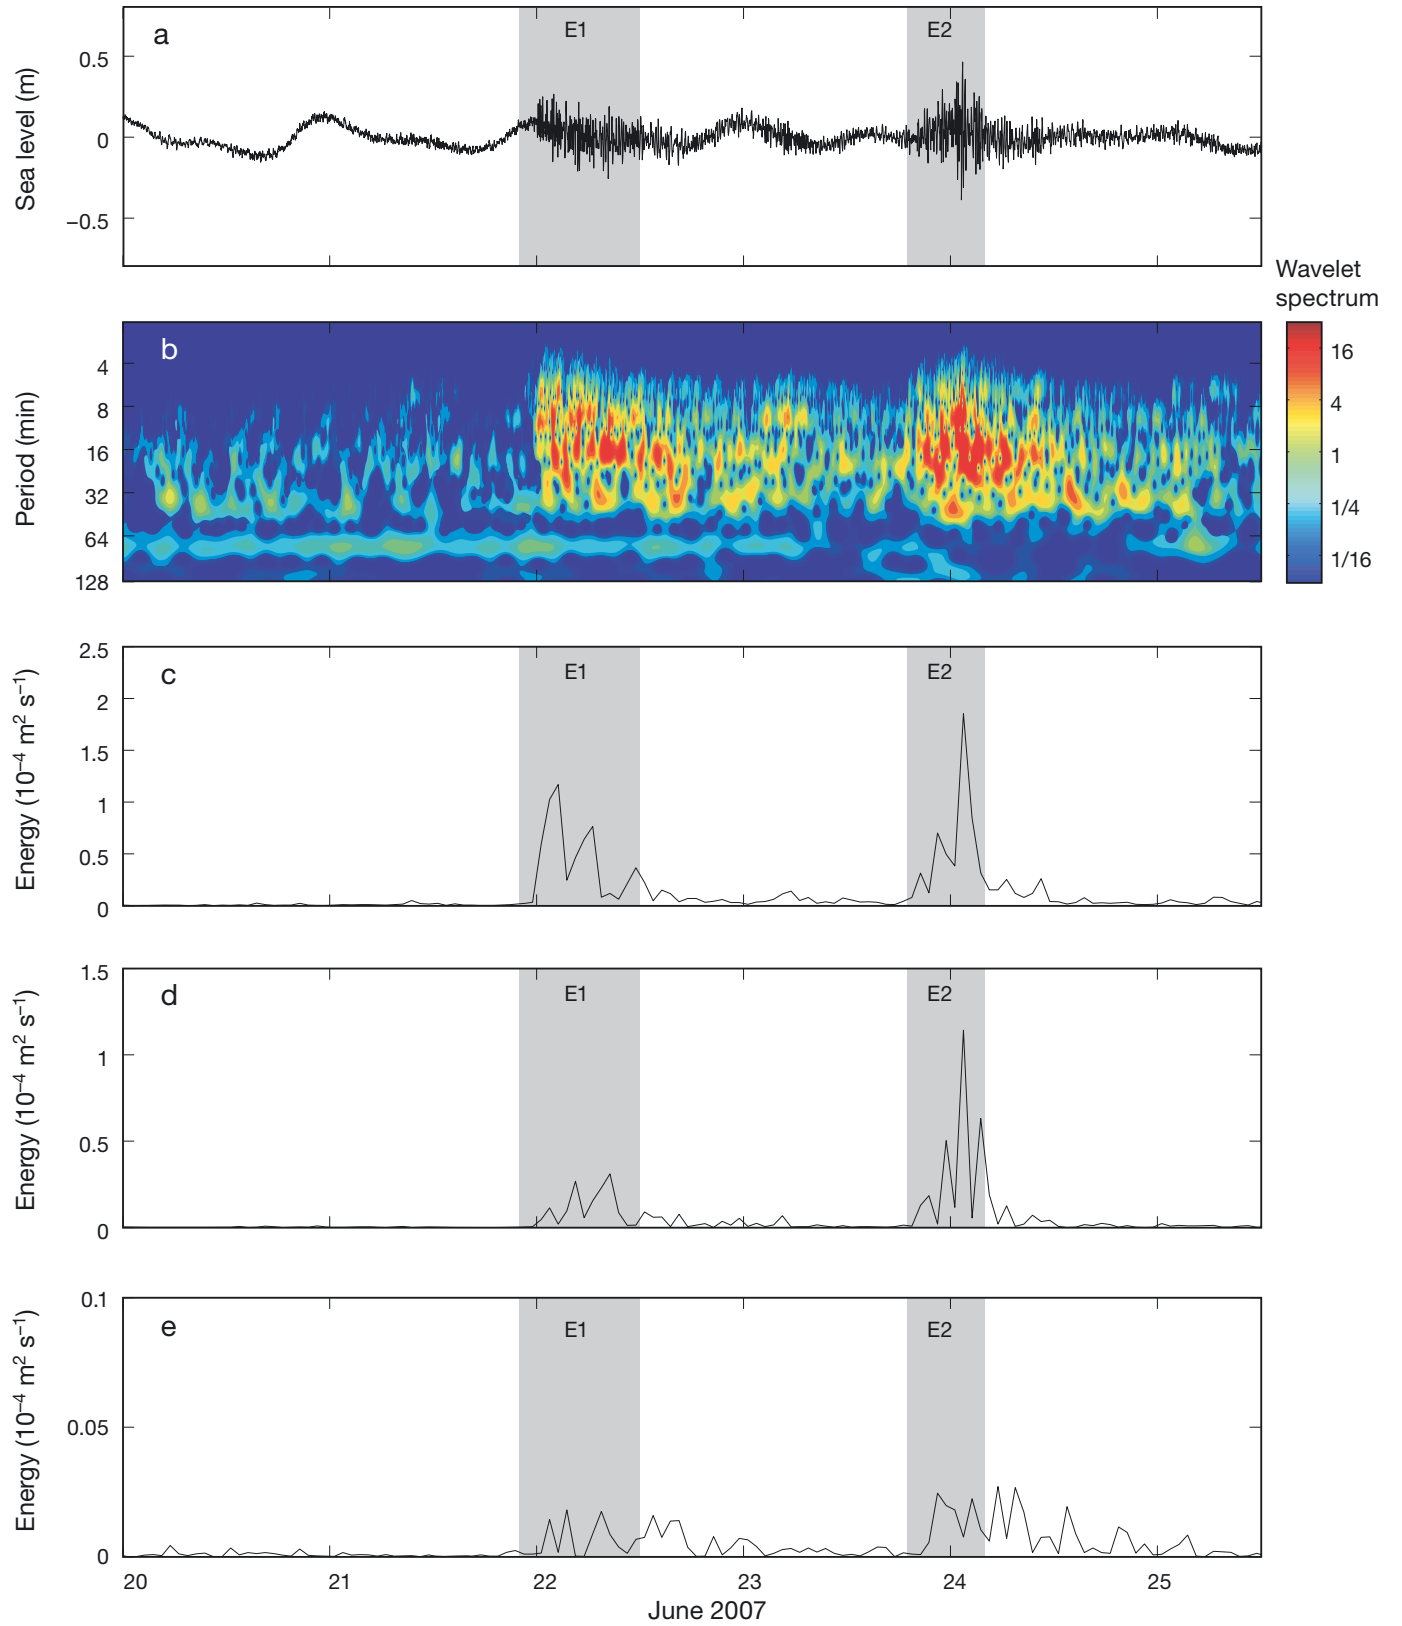 a
E1
E2
0.5
0
−0.5
Sea level (m)
b
4
8
16
32
64
128
Period (min)
Wavelet
spectrum
16
4
1
1/4
1/16
c
E1
E2
2.5
2
1.5
1
0.5
0
Energy (10⁻⁴ m² s⁻¹)
d
E1
E2
1.5
1
0.5
0
Energy (10⁻⁴ m² s⁻¹)
e
E1
E2
0.1
0.05
0
Energy (10⁻⁴ m² s⁻¹)
20 21 22 23 24 25
June 2007